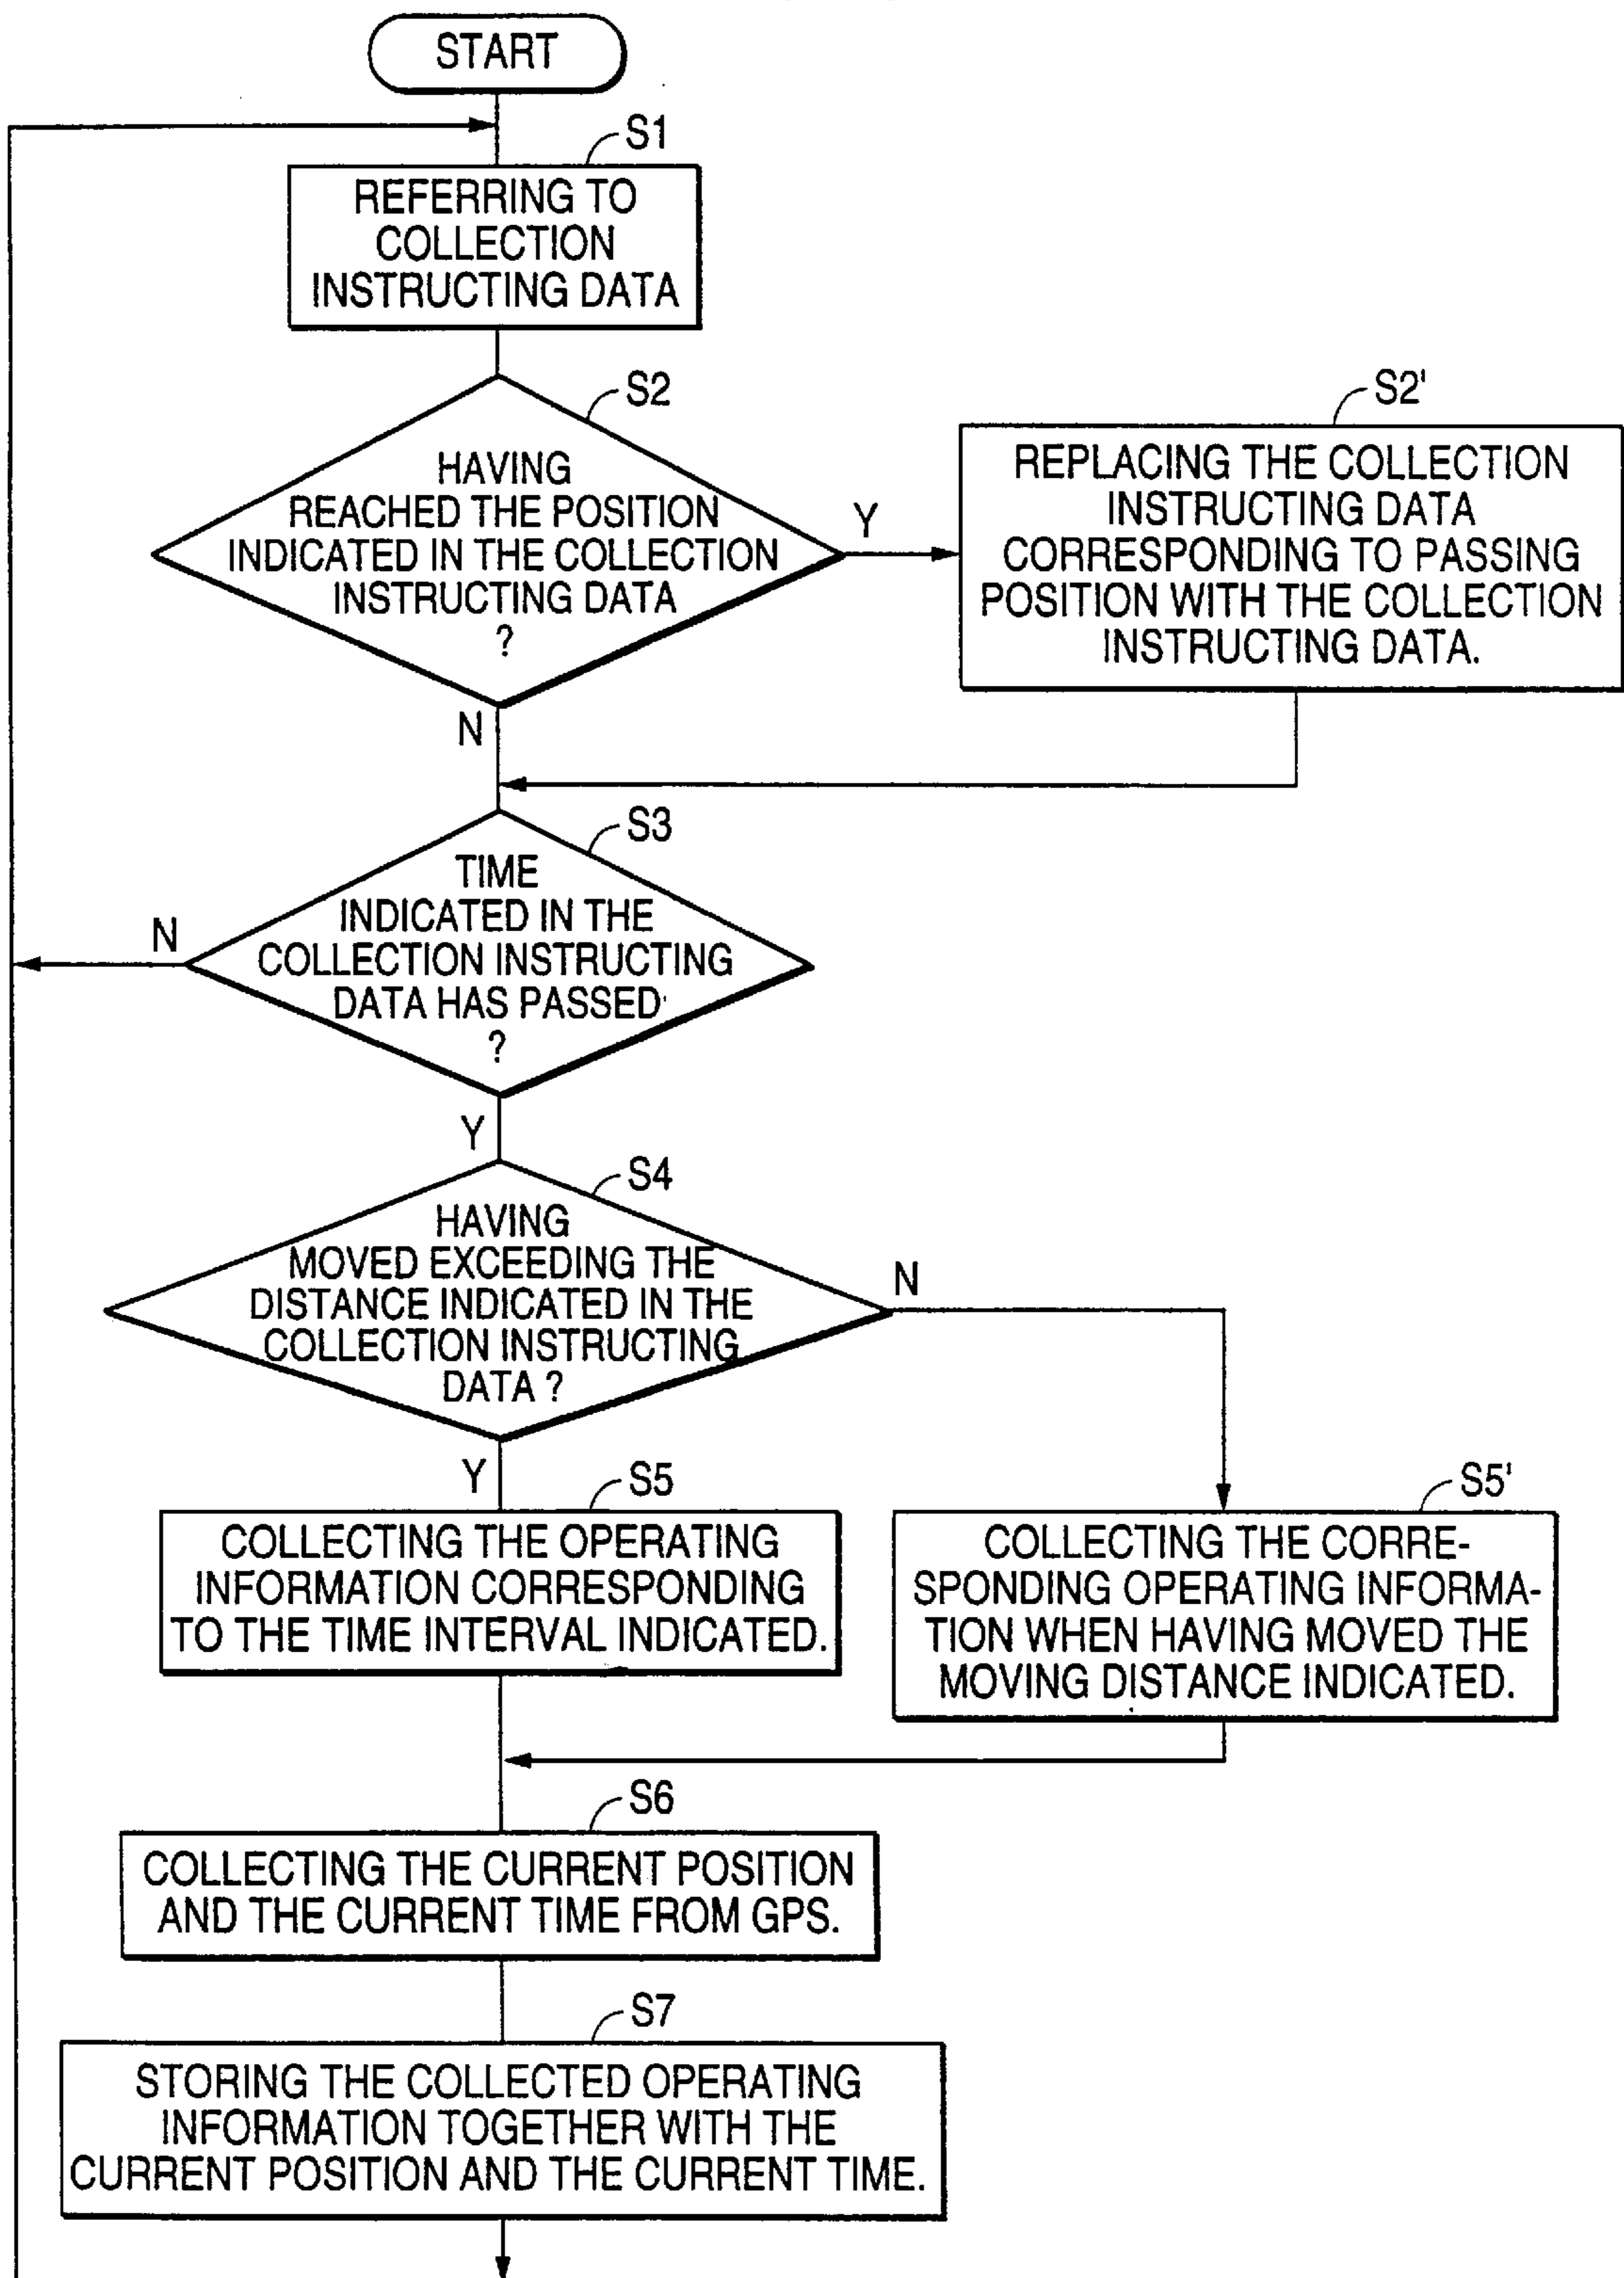 START
S1
REFERRING TO
COLLECTION
INSTRUCTING DATA
S2
HAVING
REACHED THE POSITION
INDICATED IN THE COLLECTION
INSTRUCTING DATA
?
Y
N
S2'
REPLACING THE COLLECTION
INSTRUCTING DATA
CORRESPONDING TO PASSING
POSITION WITH THE COLLECTION
INSTRUCTING DATA.
S3
TIME
INDICATED IN THE
COLLECTION INSTRUCTING
DATA HAS PASSED
?
N
Y
S4
HAVING
MOVED EXCEEDING THE
DISTANCE INDICATED IN THE
COLLECTION INSTRUCTING
DATA ?
N
Y
S5
COLLECTING THE OPERATING
INFORMATION CORRESPONDING
TO THE TIME INTERVAL INDICATED.
S5'
COLLECTING THE CORRE-
SPONDING OPERATING INFORMA-
TION WHEN HAVING MOVED THE
MOVING DISTANCE INDICATED.
S6
COLLECTING THE CURRENT POSITION
AND THE CURRENT TIME FROM GPS.
S7
STORING THE COLLECTED OPERATING
INFORMATION TOGETHER WITH THE
CURRENT POSITION AND THE CURRENT TIME.